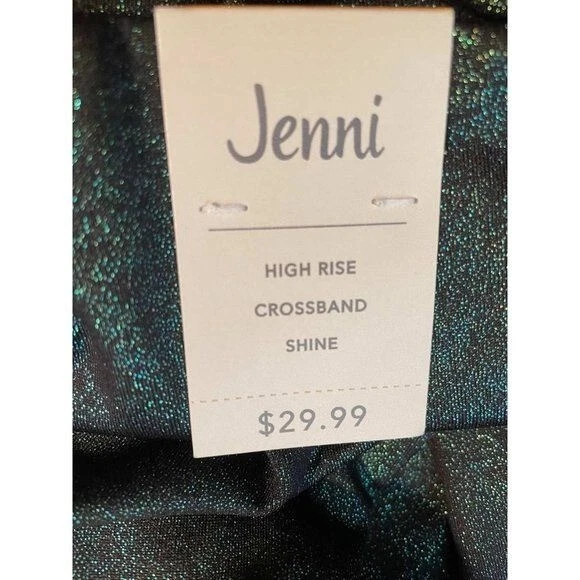 Jenni
HIGH RISE
CROSSBAND
SHINE
$29.99